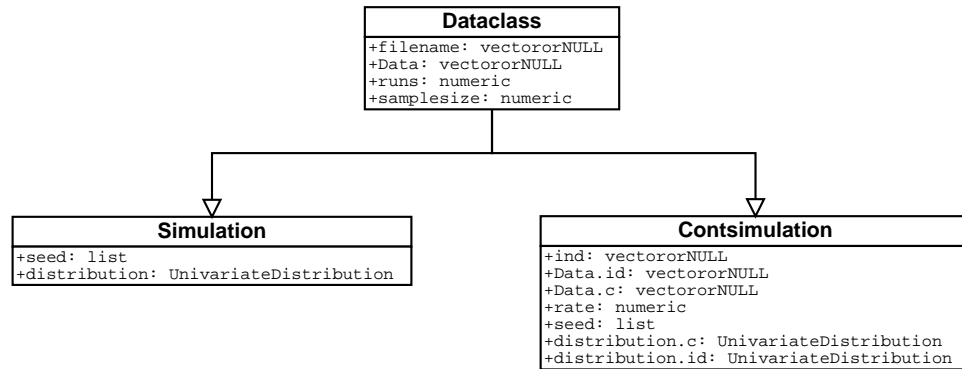 Dataclass
+filename: vectororNULL
+Data: vectororNULL
+runs: numeric
+samplesize: numeric
Simulation
+seed: list
+distribution: UnivariateDistribution
Contsimulation
+ind: vectororNULL
+Data.id: vectororNULL
+Data.c: vectororNULL
+rate: numeric
+seed: list
+distribution.c: UnivariateDistribution
+distribution.id: UnivariateDistribution